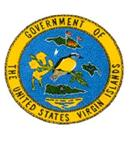 GOVERNMENT OF
THE UNITED STATES VIRGIN ISLANDS